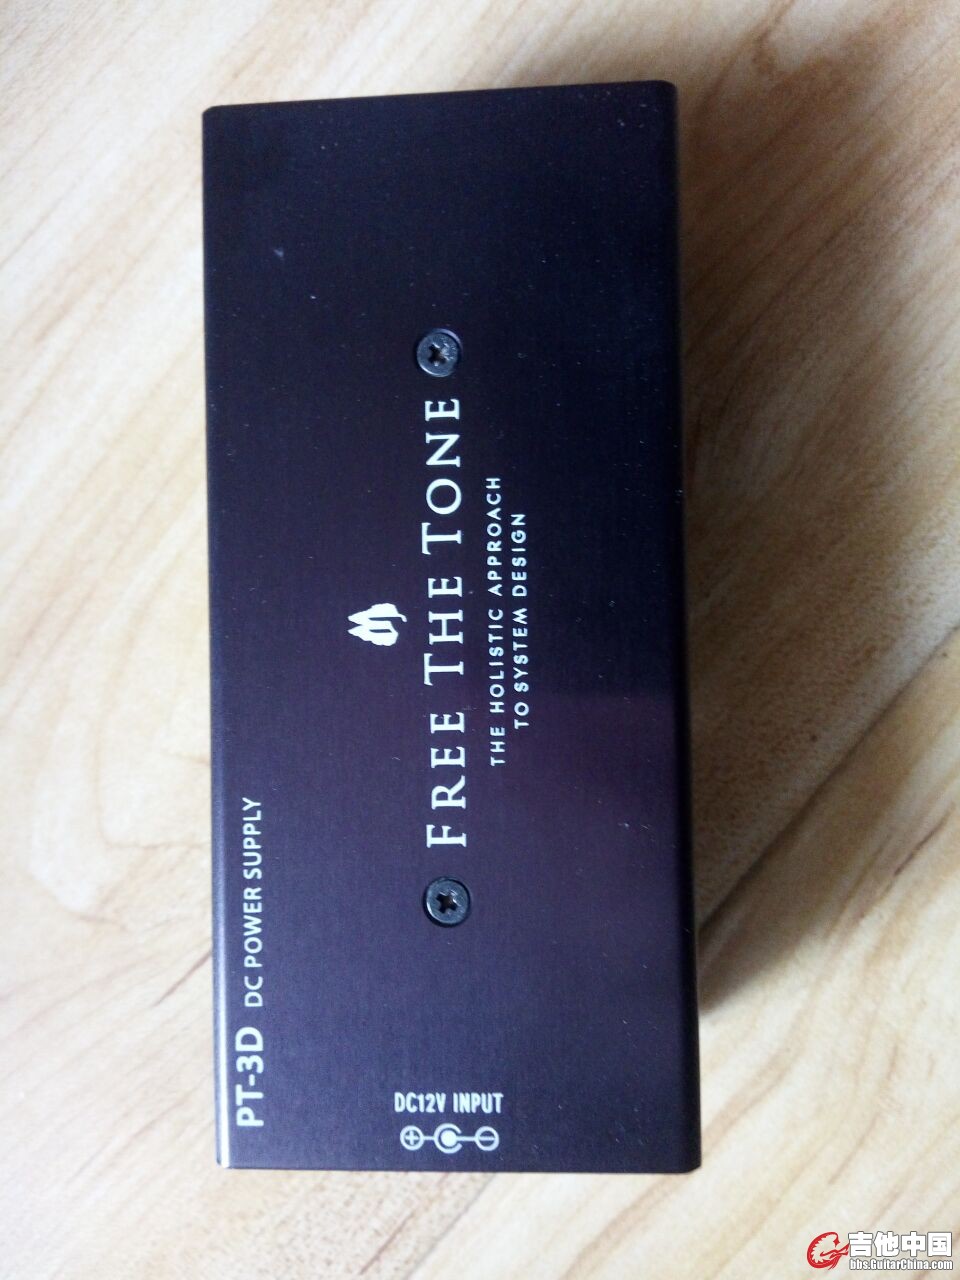 PT-3D DC POWER SUPPLY
FREE THE TONE
THE HOLISTIC APPROACH
TO SYSTEM DESIGN
DC12V INPUT
吉他中国
bbs.GuitarChina.com